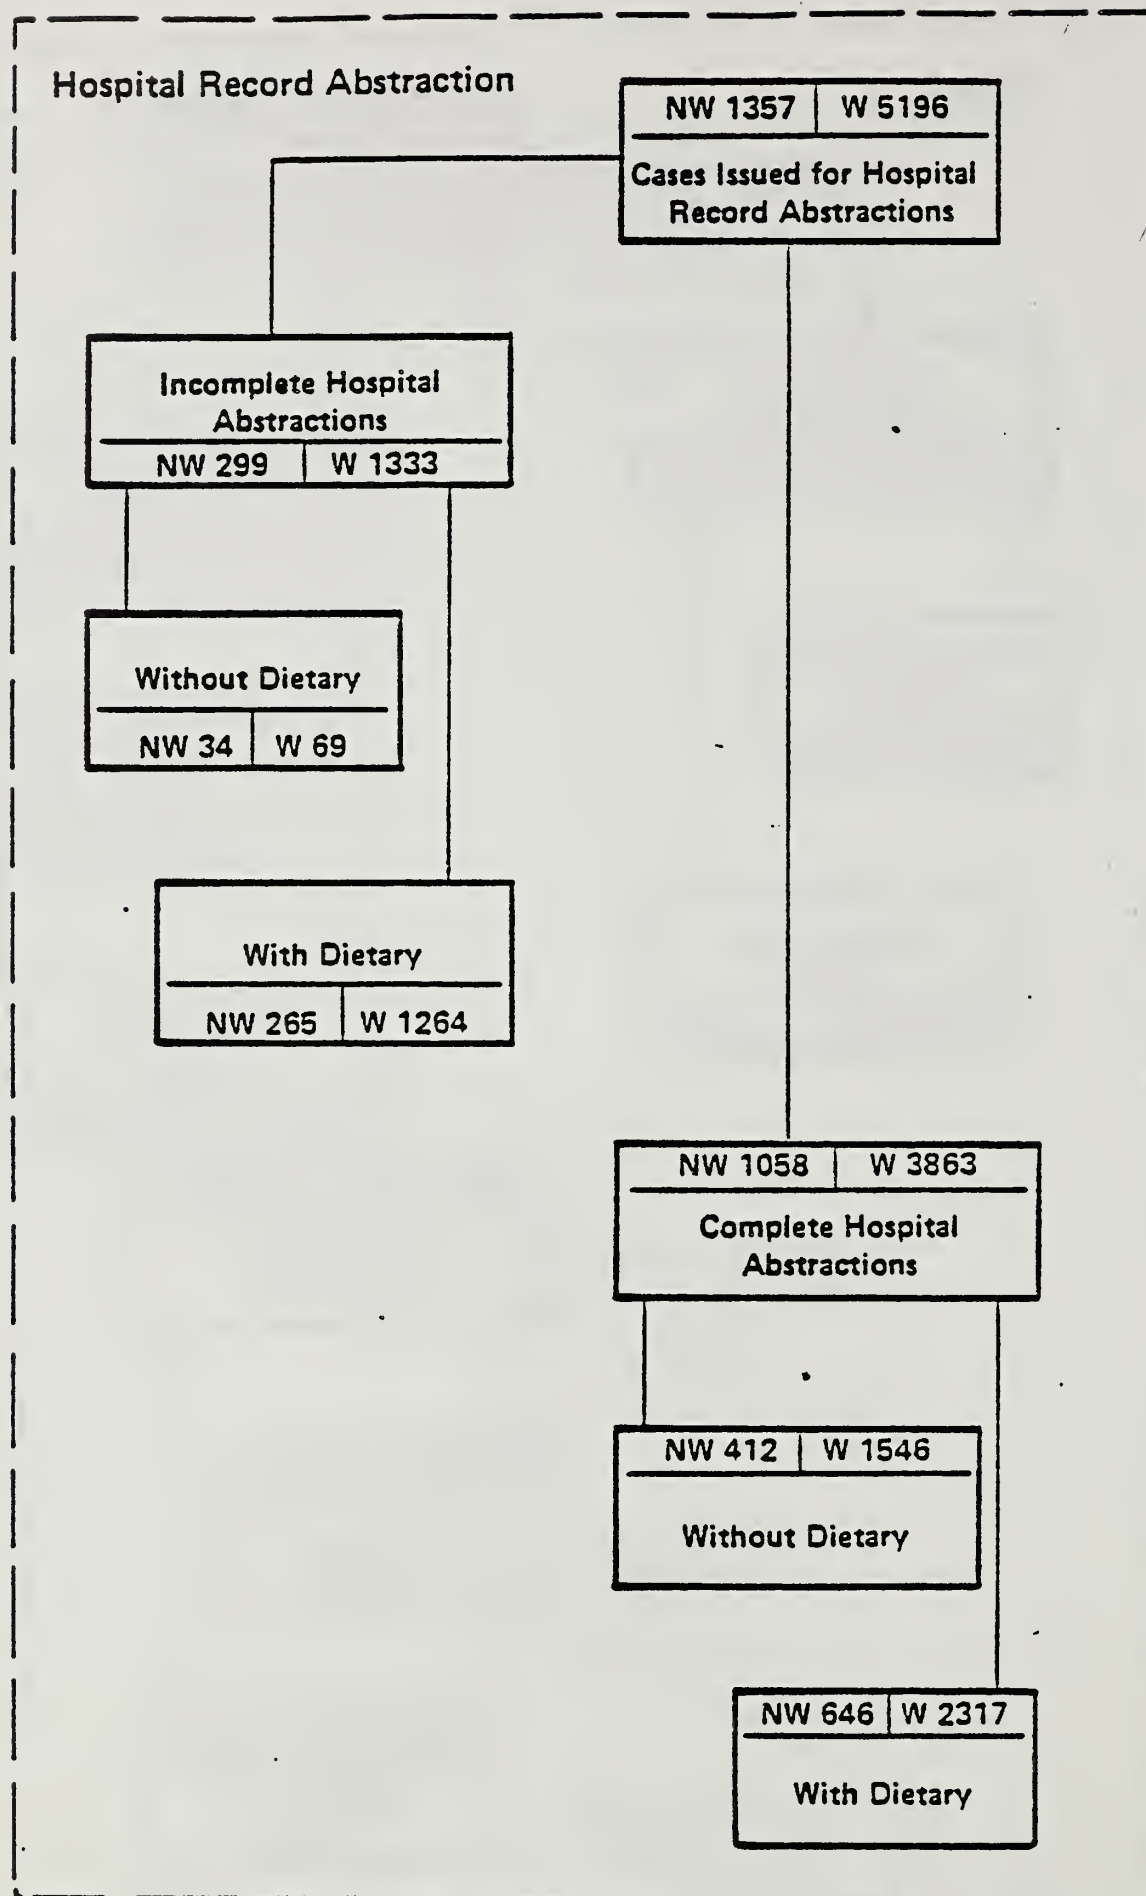 Hospital Record Abstraction
NW 1357 W 5196
Cases Issued for Hospital
Record Abstractions
Incomplete Hospital
Abstractions
NW 299 W 1333
Without Dietary
NW 34 W 69
With Dietary
NW 265 W 1264
NW 1058 W 3863
Complete Hospital
Abstractions
NW 412 W 1546
Without Dietary
NW 646 W 2317
With Dietary